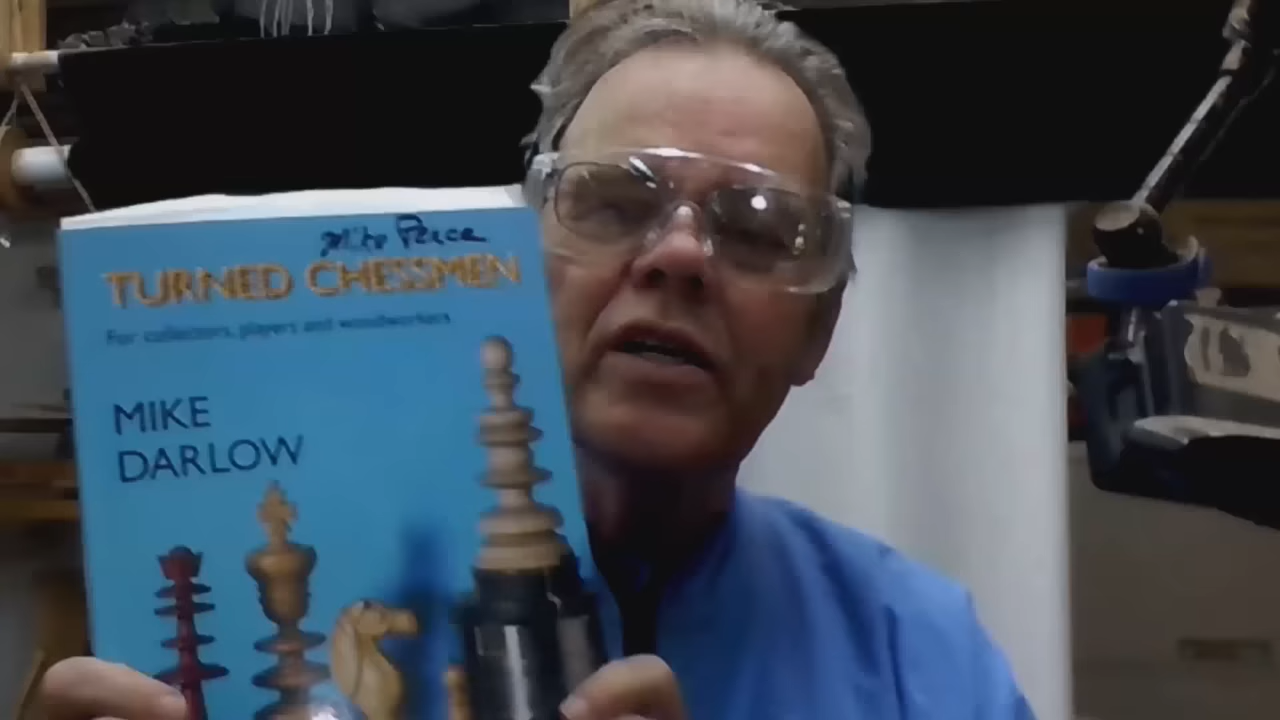 Mike Peace
TURNED CHESSMEN
For collectors, players and woodworkers
MIKE
DARLOW